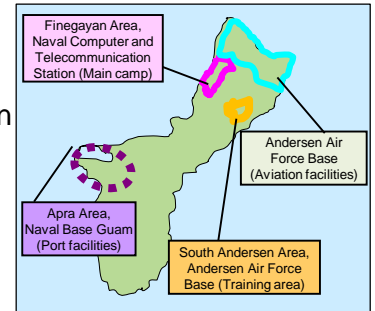 Finegayan Area,
Naval Computer and
Telecommunication
Station (Main camp)
m
Andersen Air
Force Base
(Aviation facilities)
Apra Area,
Naval Base Guam
(Port facilities)
South Andersen Area,
Andersen Air Force
Base (Training area)